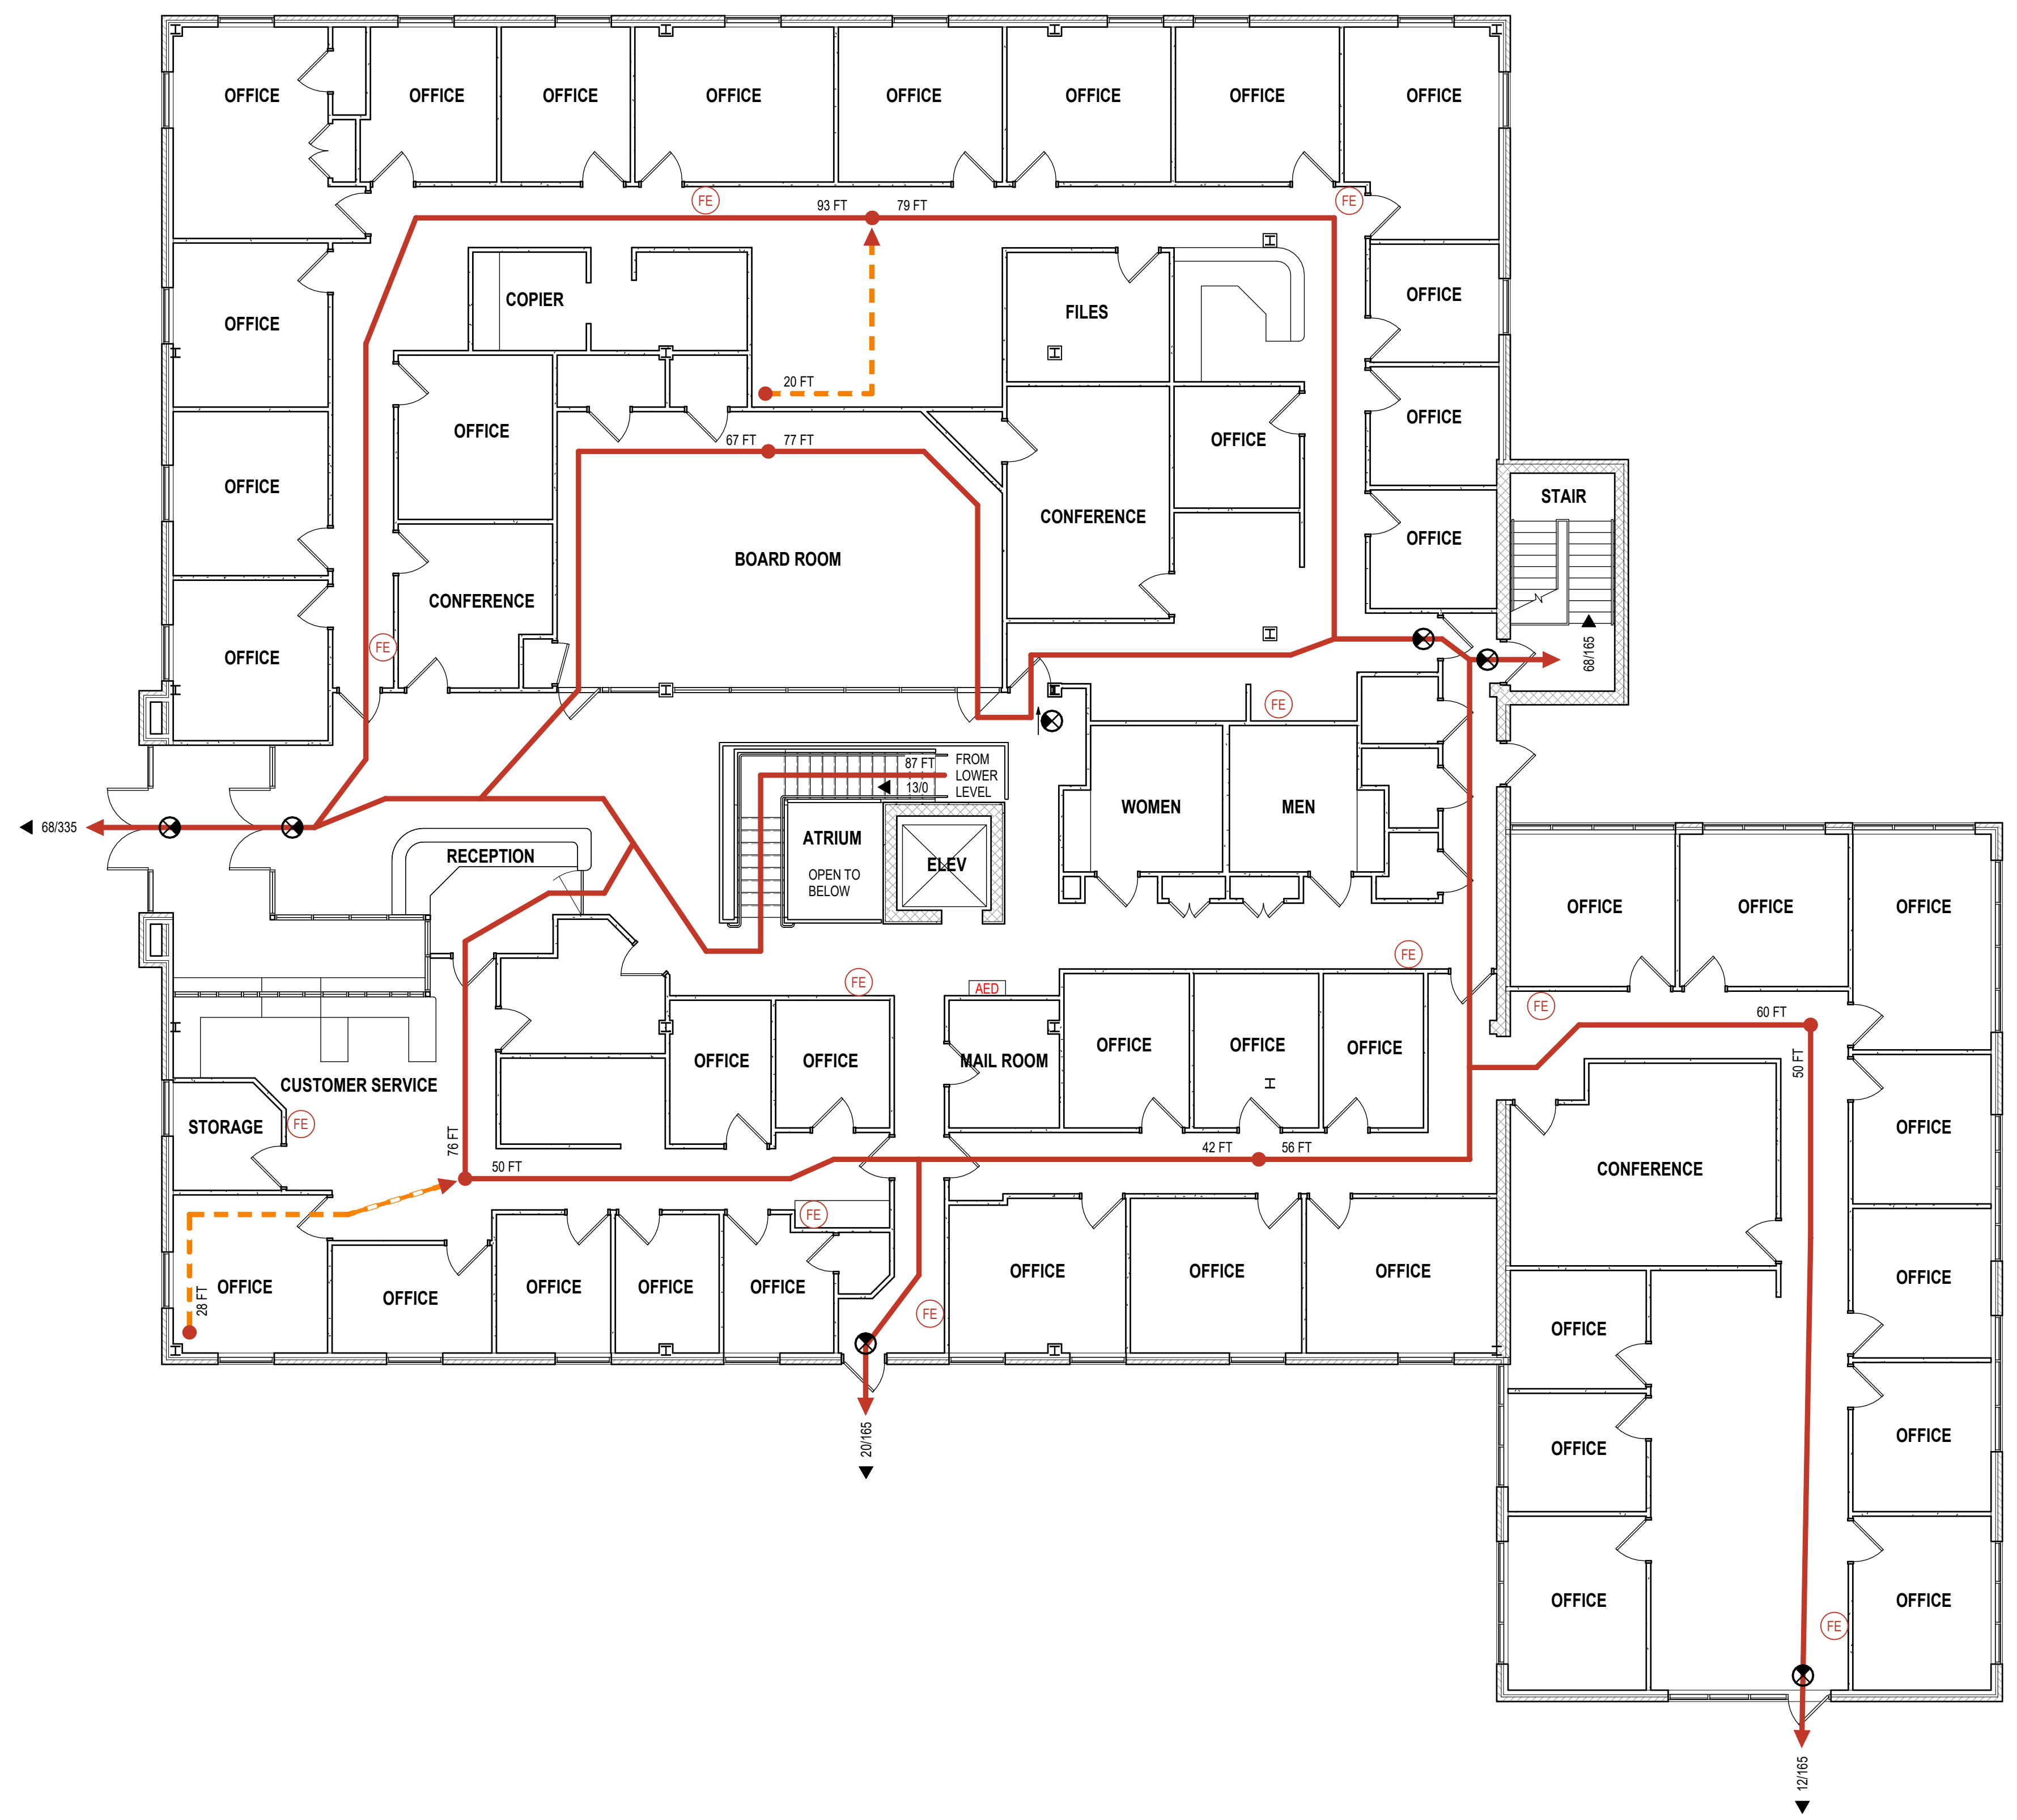 OFFICE
OFFICE
OFFICE
OFFICE
OFFICE
OFFICE
OFFICE
OFFICE
FE
93 FT
79 FT
FE
COPIER
FILES
OFFICE
OFFICE
20 FT
OFFICE
OFFICE
67 FT
77 FT
OFFICE
OFFICE
OFFICE
STAIR
CONFERENCE
OFFICE
BOARD ROOM
CONFERENCE
FE
OFFICE
68/165
FE
87 FT
13/0
FROM
LOWER
LEVEL
WOMEN
MEN
68/335
RECEPTION
ATRIUM
OPEN TO
BELOW
ELEV
OFFICE
OFFICE
OFFICE
FE
FE
AED
FE
60 FT
50 FT
CUSTOMER SERVICE
OFFICE
OFFICE
MAIL ROOM
OFFICE
OFFICE
OFFICE
STORAGE
FE
OFFICE
76 FT
50 FT
42 FT
56 FT
CONFERENCE
FE
28 FT
OFFICE
OFFICE
OFFICE
OFFICE
OFFICE
FE
OFFICE
OFFICE
OFFICE
OFFICE
OFFICE
OFFICE
OFFICE
20/165
OFFICE
OFFICE
FE
12/165